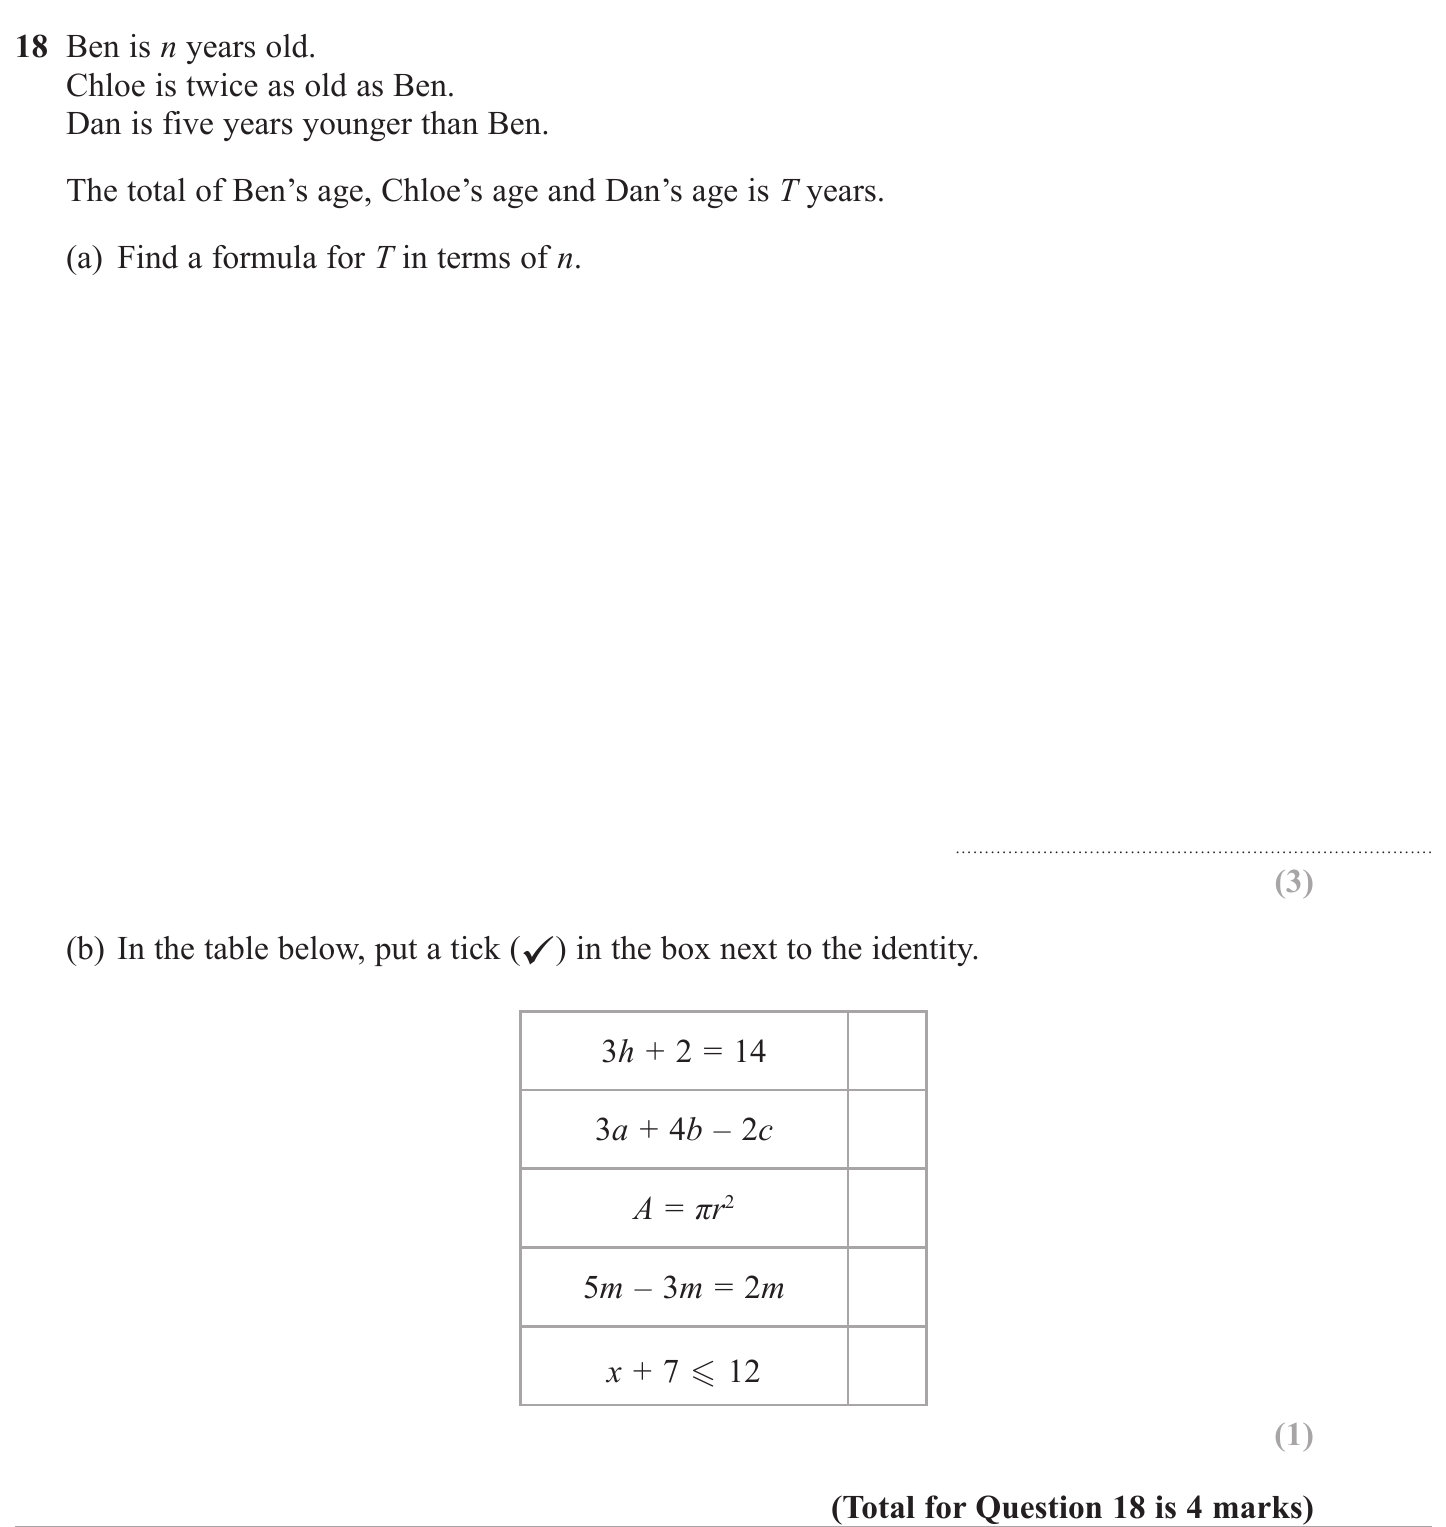 18 Ben is n years old.
Chloe is twice as old as Ben.
Dan is five years younger than Ben.
The total of Ben’s age, Chloe’s age and Dan’s age is T years.
(a) Find a formula for T in terms of n.
(3)
(b) In the table below, put a tick (✓) in the box next to the identity.
3h + 2 = 14
3a + 4b – 2c
A = πr²
5m – 3m = 2m
x + 7 ⩽ 12
(1)
(Total for Question 18 is 4 marks)